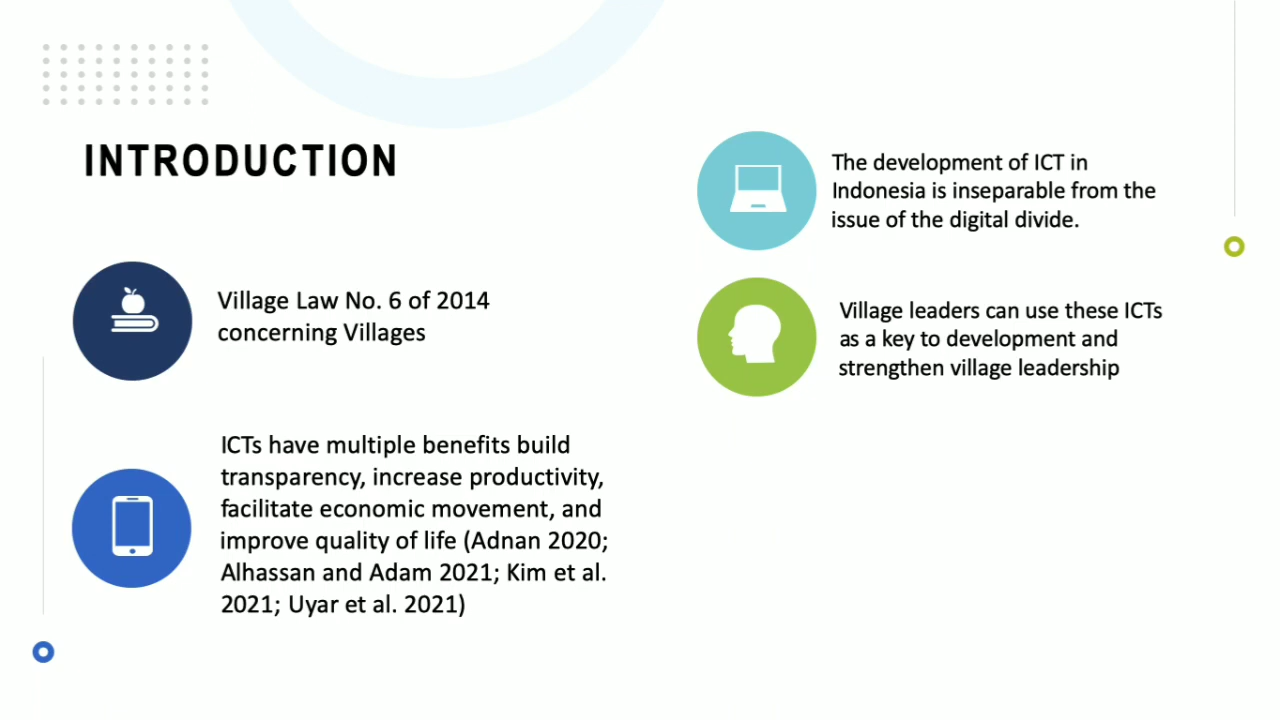 INTRODUCTION
Village Law No. 6 of 2014
concerning Villages
ICTs have multiple benefits build
transparency, increase productivity,
facilitate economic movement, and
improve quality of life (Adnan 2020;
Alhassan and Adam 2021; Kim et al.
2021; Uyar et al. 2021)
The development of ICT in
Indonesia is inseparable from the
issue of the digital divide.
Village leaders can use these ICTs
as a key to development and
strengthen village leadership